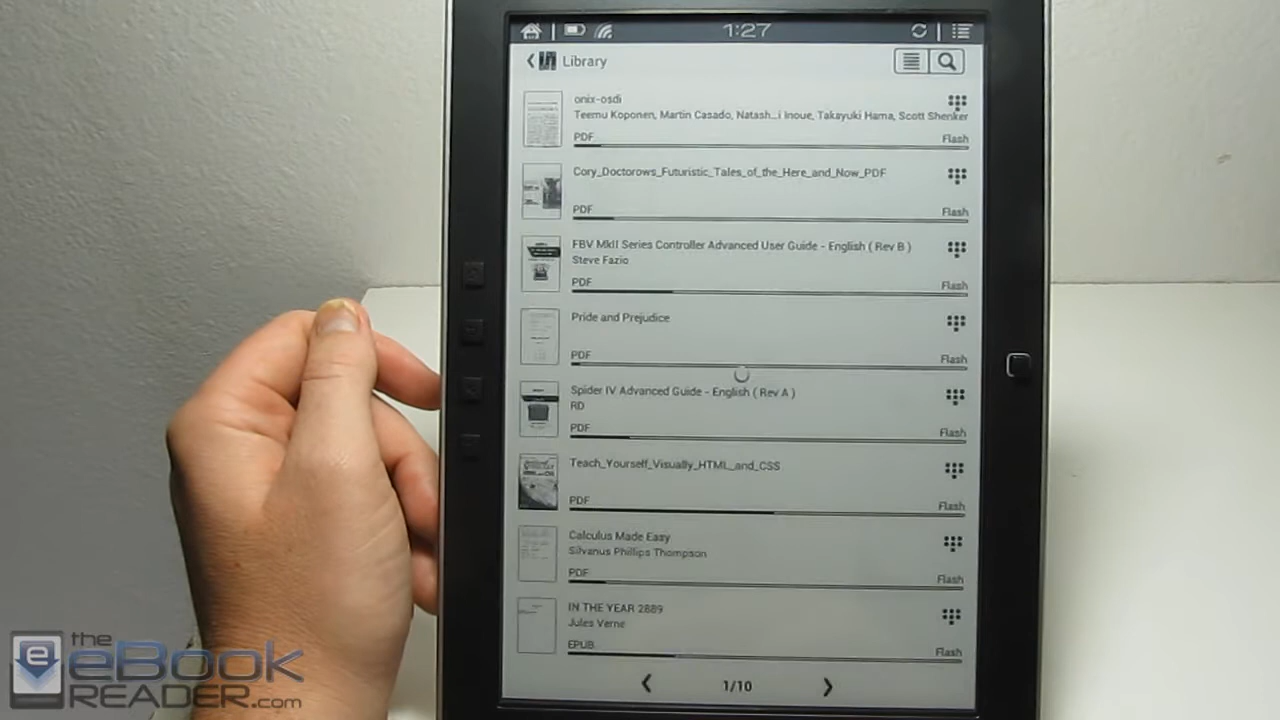 1:27
Library
onix-osdi
Teemu Koponen, Martin Casado, Natash...i Inoue, Takayuki Hama, Scott Shenker
PDF
Flash
Cory_Doctorows_Futuristic_Tales_of_the_Here_and_Now_PDF
PDF
Flash
FBV MkII Series Controller Advanced User Guide - English ( Rev B )
Steve Fazio
PDF
Flash
Pride and Prejudice
PDF
Flash
Spider IV Advanced Guide - English ( Rev A )
RD
PDF
Flash
Teach_Yourself_Visually_HTML_and_CSS
PDF
Flash
Calculus Made Easy
Silvanus Phillips Thompson
PDF
Flash
IN THE YEAR 2889
Jules Verne
EPUB
Flash
1/10
the
eBook
READER.com